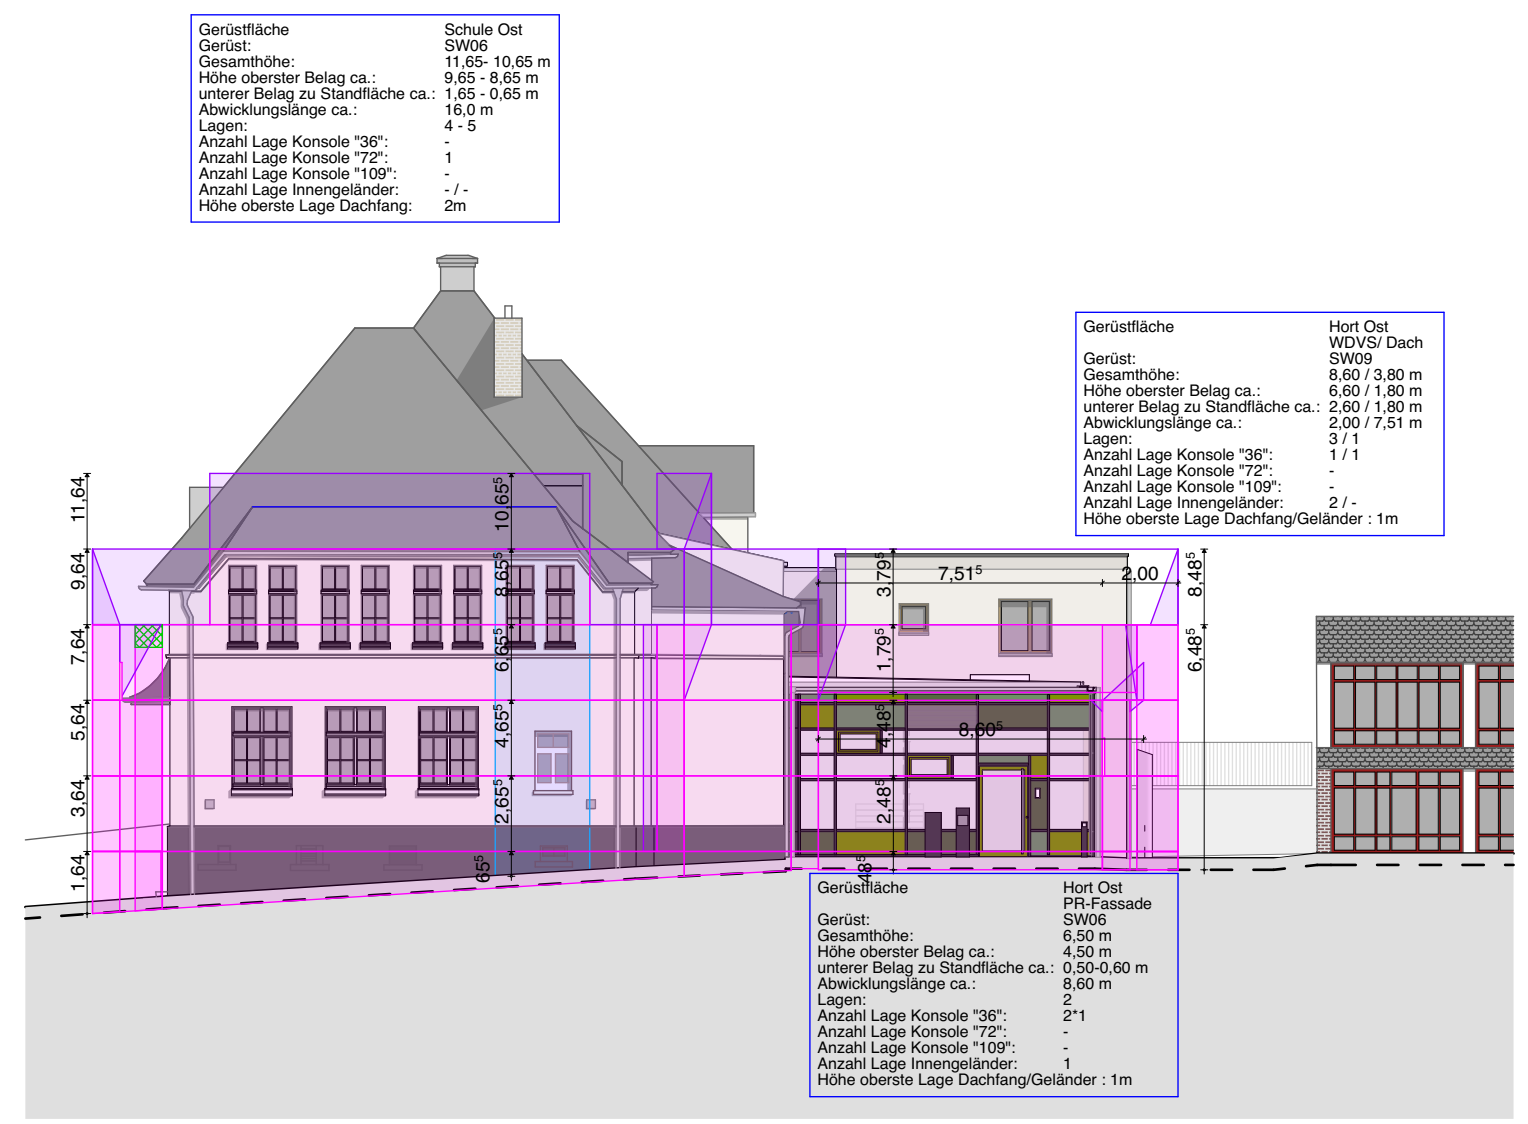 Gerüstfläche Schule Ost
Gerüst: SW06
Gesamthöhe: 11,65- 10,65 m
Höhe oberster Belag ca.: 9,65 - 8,65 m
unterer Belag zu Standfläche ca.: 1,65 - 0,65 m
Abwicklungslänge ca.: 16,0 m
Lagen: 4 - 5
Anzahl Lage Konsole "36": -
Anzahl Lage Konsole "72": 1
Anzahl Lage Konsole "109": -
Anzahl Lage Innengeländer: - / -
Höhe oberste Lage Dachfang: 2m
Gerüstfläche Hort Ost
WDVS/ Dach
Gerüst: SW09
Gesamthöhe: 8,60 / 3,80 m
Höhe oberster Belag ca.: 6,60 / 1,80 m
unterer Belag zu Standfläche ca.: 2,60 / 1,80 m
Abwicklungslänge ca.: 2,00 / 7,51 m
Lagen: 3 / 1
Anzahl Lage Konsole "36": 1 / 1
Anzahl Lage Konsole "72": -
Anzahl Lage Konsole "109": -
Anzahl Lage Innengeländer: 2 / -
Höhe oberste Lage Dachfang/Geländer : 1m
11,64
9,64
7,64
5,64
3,64
1,64
10,65⁵
8,65⁵
6,65⁵
4,65⁵
2,65⁵
65⁵
3,79⁵
1,79⁵
4,48⁵
2,48⁵
48⁵
7,51⁵
2,00
8,60⁵
8,48⁵
6,48⁵
Gerüstfläche Hort Ost
PR-Fassade
Gerüst: SW06
Gesamthöhe: 6,50 m
Höhe oberster Belag ca.: 4,50 m
unterer Belag zu Standfläche ca.: 0,50-0,60 m
Abwicklungslänge ca.: 8,60 m
Lagen: 2
Anzahl Lage Konsole "36": 2*1
Anzahl Lage Konsole "72": -
Anzahl Lage Konsole "109": -
Anzahl Lage Innengeländer: 1
Höhe oberste Lage Dachfang/Geländer : 1m